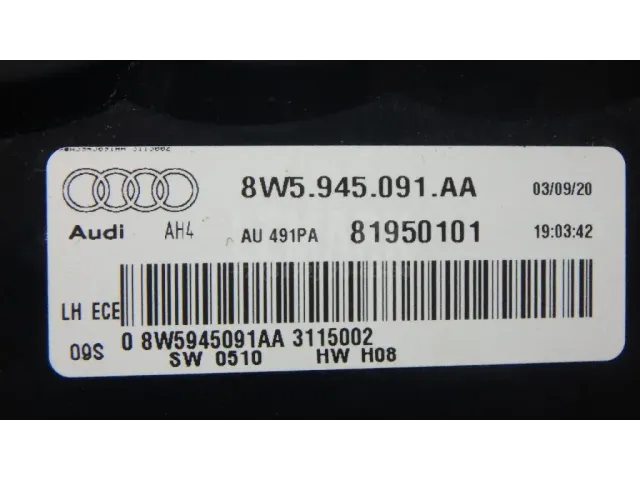 8W5.945.091.AA 03/09/20
Audi AH4 AU 491PA 81950101 19:03:42
LH ECE
09S 0 8W5945091AA 3115002
SW 0510 HW H08